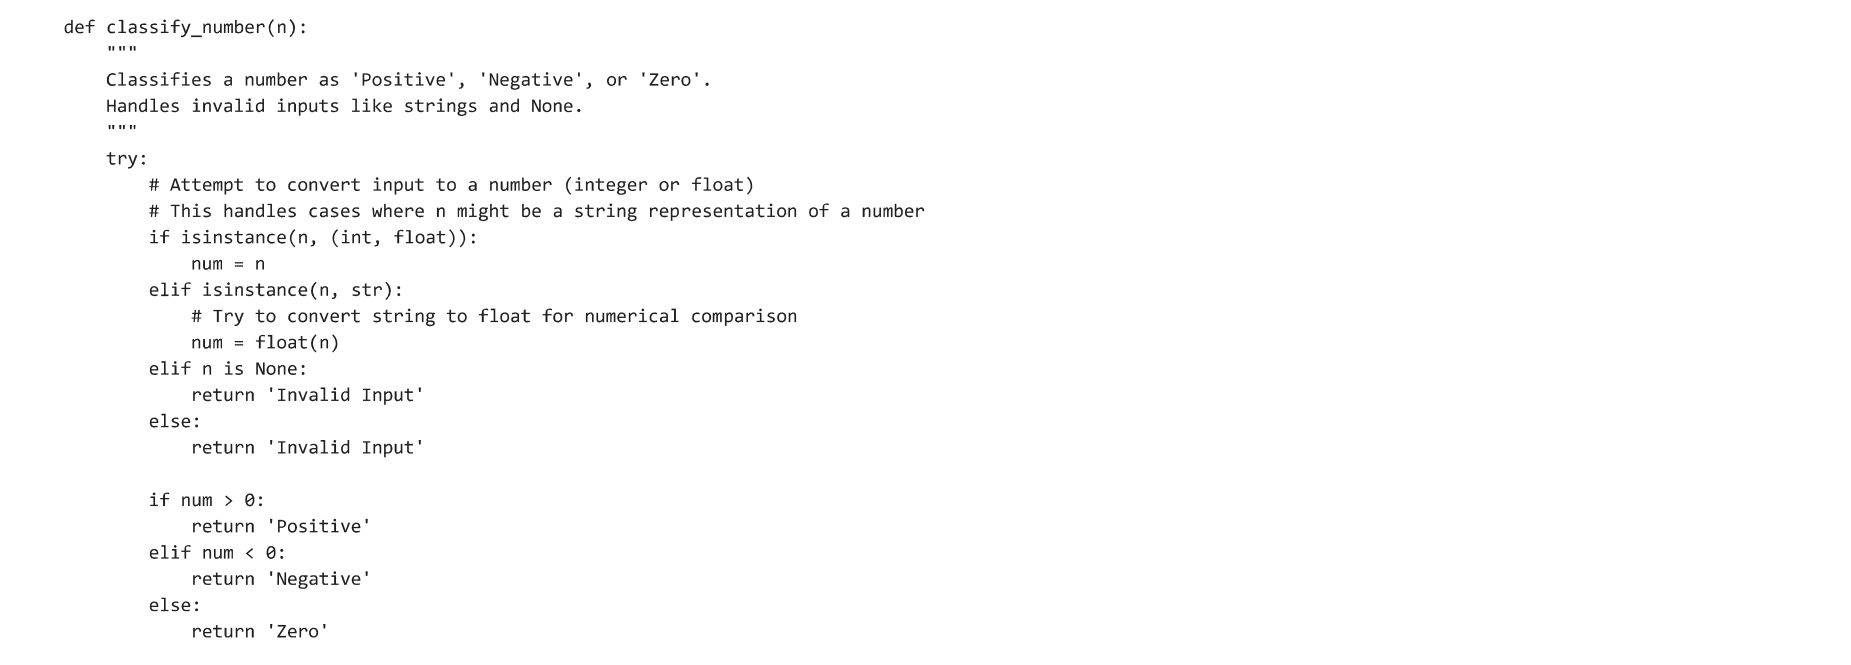 def classify_number(n):
    """
    Classifies a number as 'Positive', 'Negative', or 'Zero'.
    Handles invalid inputs like strings and None.
    """
    try:
        # Attempt to convert input to a number (integer or float)
        # This handles cases where n might be a string representation of a number
        if isinstance(n, (int, float)):
            num = n
        elif isinstance(n, str):
            # Try to convert string to float for numerical comparison
            num = float(n)
        elif n is None:
            return 'Invalid Input'
        else:
            return 'Invalid Input'

        if num > 0:
            return 'Positive'
        elif num < 0:
            return 'Negative'
        else:
            return 'Zero'